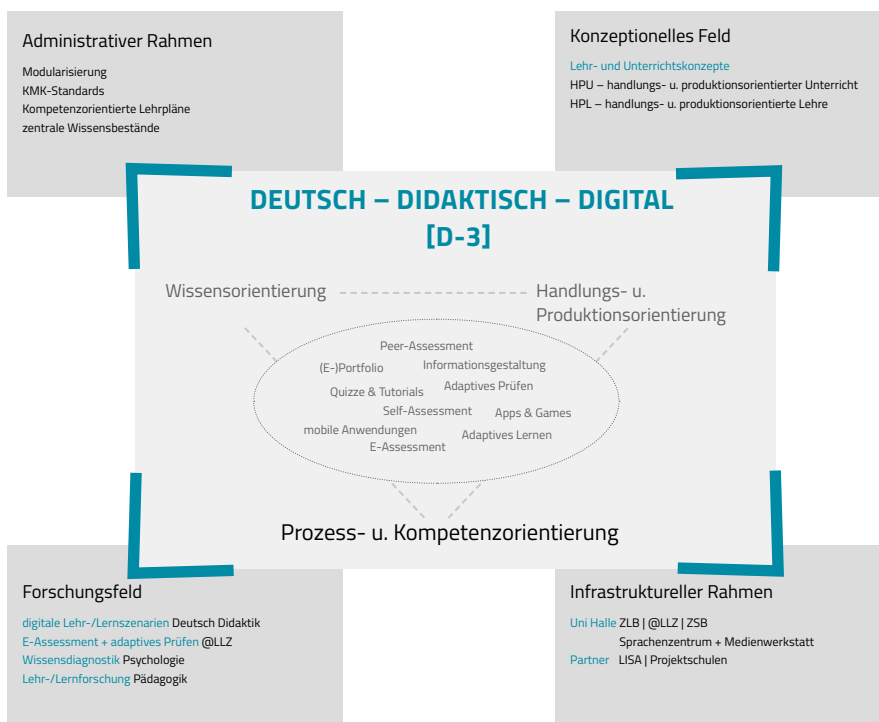 Administrativer Rahmen
Modularisierung
KMK-Standards
Kompetenzorientierte Lehrpläne
zentrale Wissensbestände
Konzeptionelles Feld
Lehr- und Unterrichtskonzepte
HPU – handlungs- u. produktionsorientierter Unterricht
HPL – handlungs- u. produktionsorientierte Lehre
DEUTSCH – DIDAKTISCH – DIGITAL
[D-3]
Wissensorientierung
Handlungs- u.
Produktionsorientierung
Peer-Assessment
(E-)Portfolio
Informationsgestaltung
Quizze & Tutorials
Adaptives Prüfen
Self-Assessment
Apps & Games
mobile Anwendungen
Adaptives Lernen
E-Assessment
Prozess- u. Kompetenzorientierung
Forschungsfeld
digitale Lehr-/Lernszenarien Deutsch Didaktik
E-Assessment + adaptives Prüfen @LLZ
Wissensdiagnostik Psychologie
Lehr-/Lernforschung Pädagogik
Infrastruktureller Rahmen
Uni Halle ZLB | @LLZ | ZSB
Sprachenzentrum + Medienwerkstatt
Partner LISA | Projektschulen